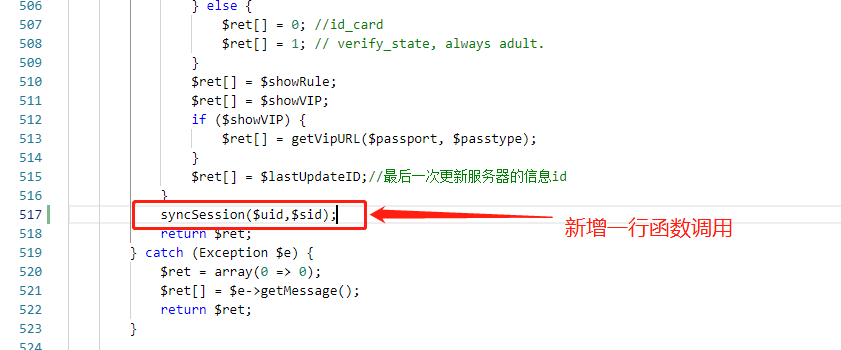 506 } else {
507 $ret[] = 0; //id_card
508 $ret[] = 1; // verify_state, always adult.
509 }
510 $ret[] = $showRule;
511 $ret[] = $showVIP;
512 if ($showVIP) {
513 $ret[] = getVipURL($passport, $passtype);
514 }
515 $ret[] = $lastUpdateID;//最后一次更新服务器的信息id
516 }
517 syncSession($uid,$sid);
新增一行函数调用
518 return $ret;
519 } catch (Exception $e) {
520 $ret = array(0 => 0);
521 $ret[] = $e->getMessage();
522 return $ret;
523 }
524